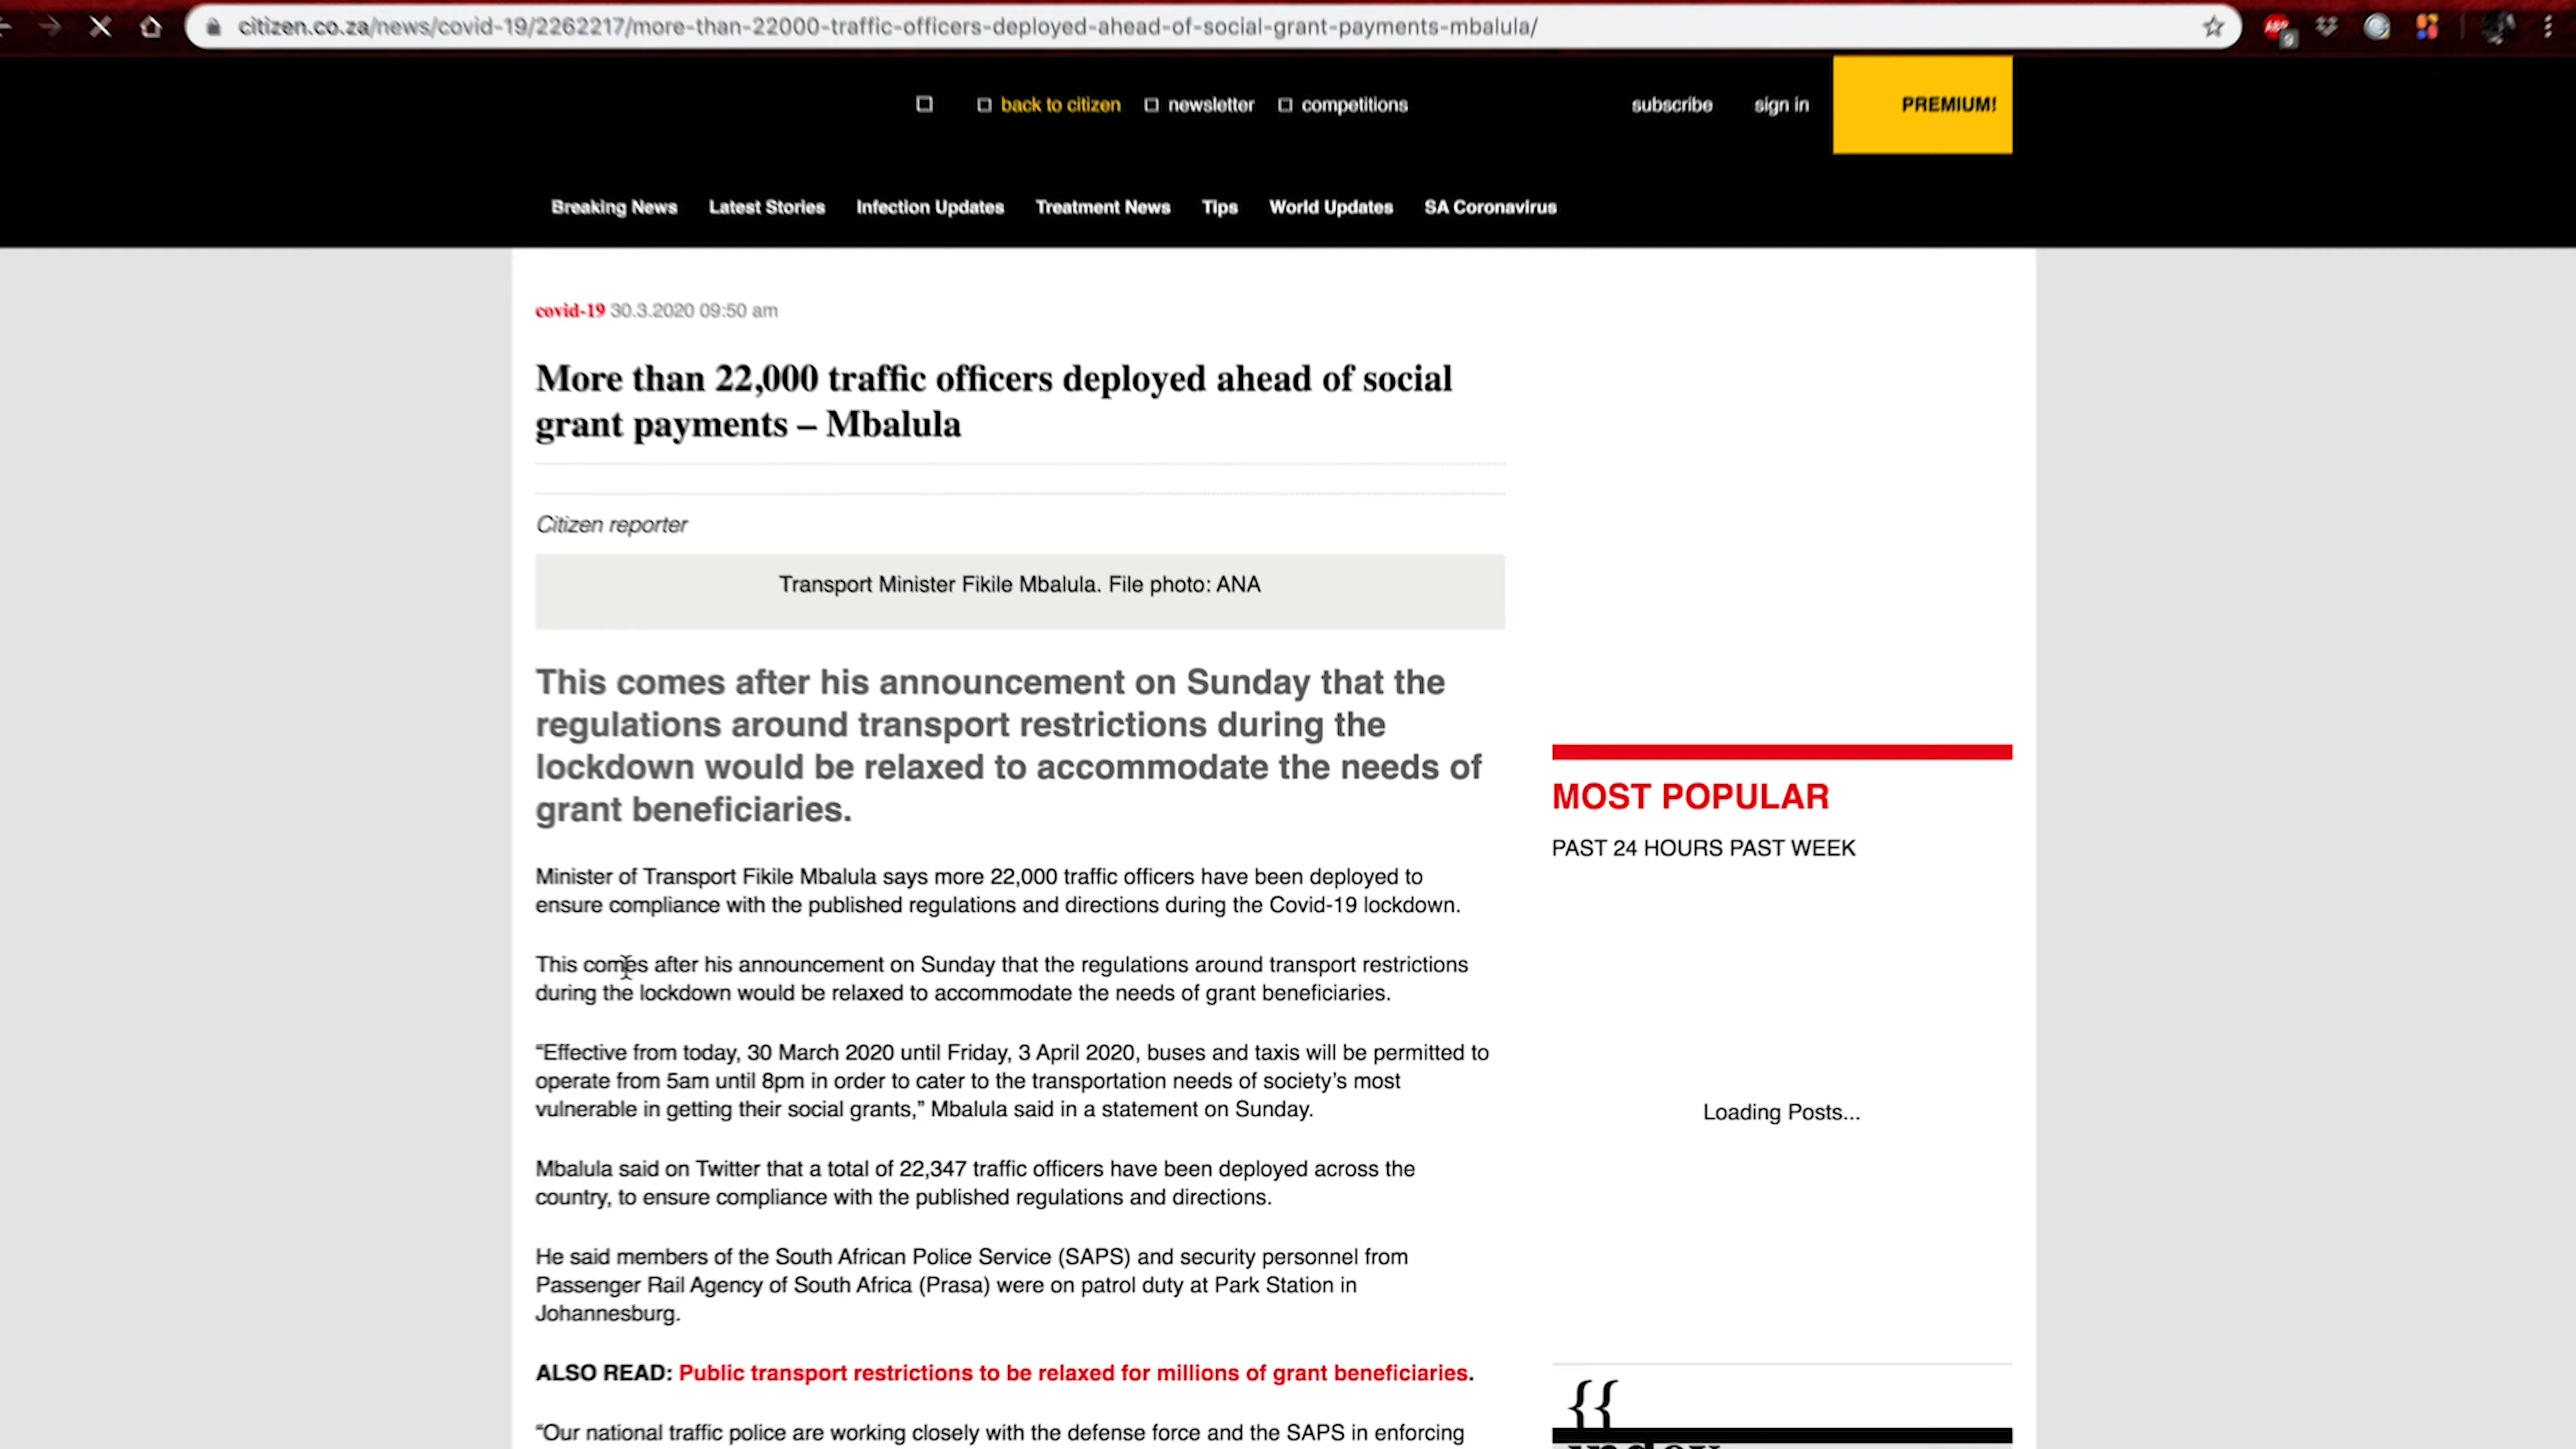 citizen.co.za/news/covid-19/2262217/more-than-22000-traffic-officers-deployed-ahead-of-social-grant-payments-mbalula/
ABP
9
back to citizen newsletter competitions subscribe sign in PREMIUM!
Breaking News Latest Stories Infection Updates Treatment News Tips World Updates SA Coronavirus
covid-19 30.3.2020 09:50 am
More than 22,000 traffic officers deployed ahead of social
grant payments – Mbalula
Citizen reporter
Transport Minister Fikile Mbalula. File photo: ANA
This comes after his announcement on Sunday that the
regulations around transport restrictions during the
lockdown would be relaxed to accommodate the needs of
grant beneficiaries.
Minister of Transport Fikile Mbalula says more 22,000 traffic officers have been deployed to
ensure compliance with the published regulations and directions during the Covid-19 lockdown.
This comes after his announcement on Sunday that the regulations around transport restrictions
during the lockdown would be relaxed to accommodate the needs of grant beneficiaries.
“Effective from today, 30 March 2020 until Friday, 3 April 2020, buses and taxis will be permitted to
operate from 5am until 8pm in order to cater to the transportation needs of society’s most
vulnerable in getting their social grants,” Mbalula said in a statement on Sunday.
Mbalula said on Twitter that a total of 22,347 traffic officers have been deployed across the
country, to ensure compliance with the published regulations and directions.
He said members of the South African Police Service (SAPS) and security personnel from
Passenger Rail Agency of South Africa (Prasa) were on patrol duty at Park Station in
Johannesburg.
ALSO READ: Public transport restrictions to be relaxed for millions of grant beneficiaries.
“Our national traffic police are working closely with the defense force and the SAPS in enforcing
MOST POPULAR
PAST 24 HOURS PAST WEEK
Loading Posts...
{{